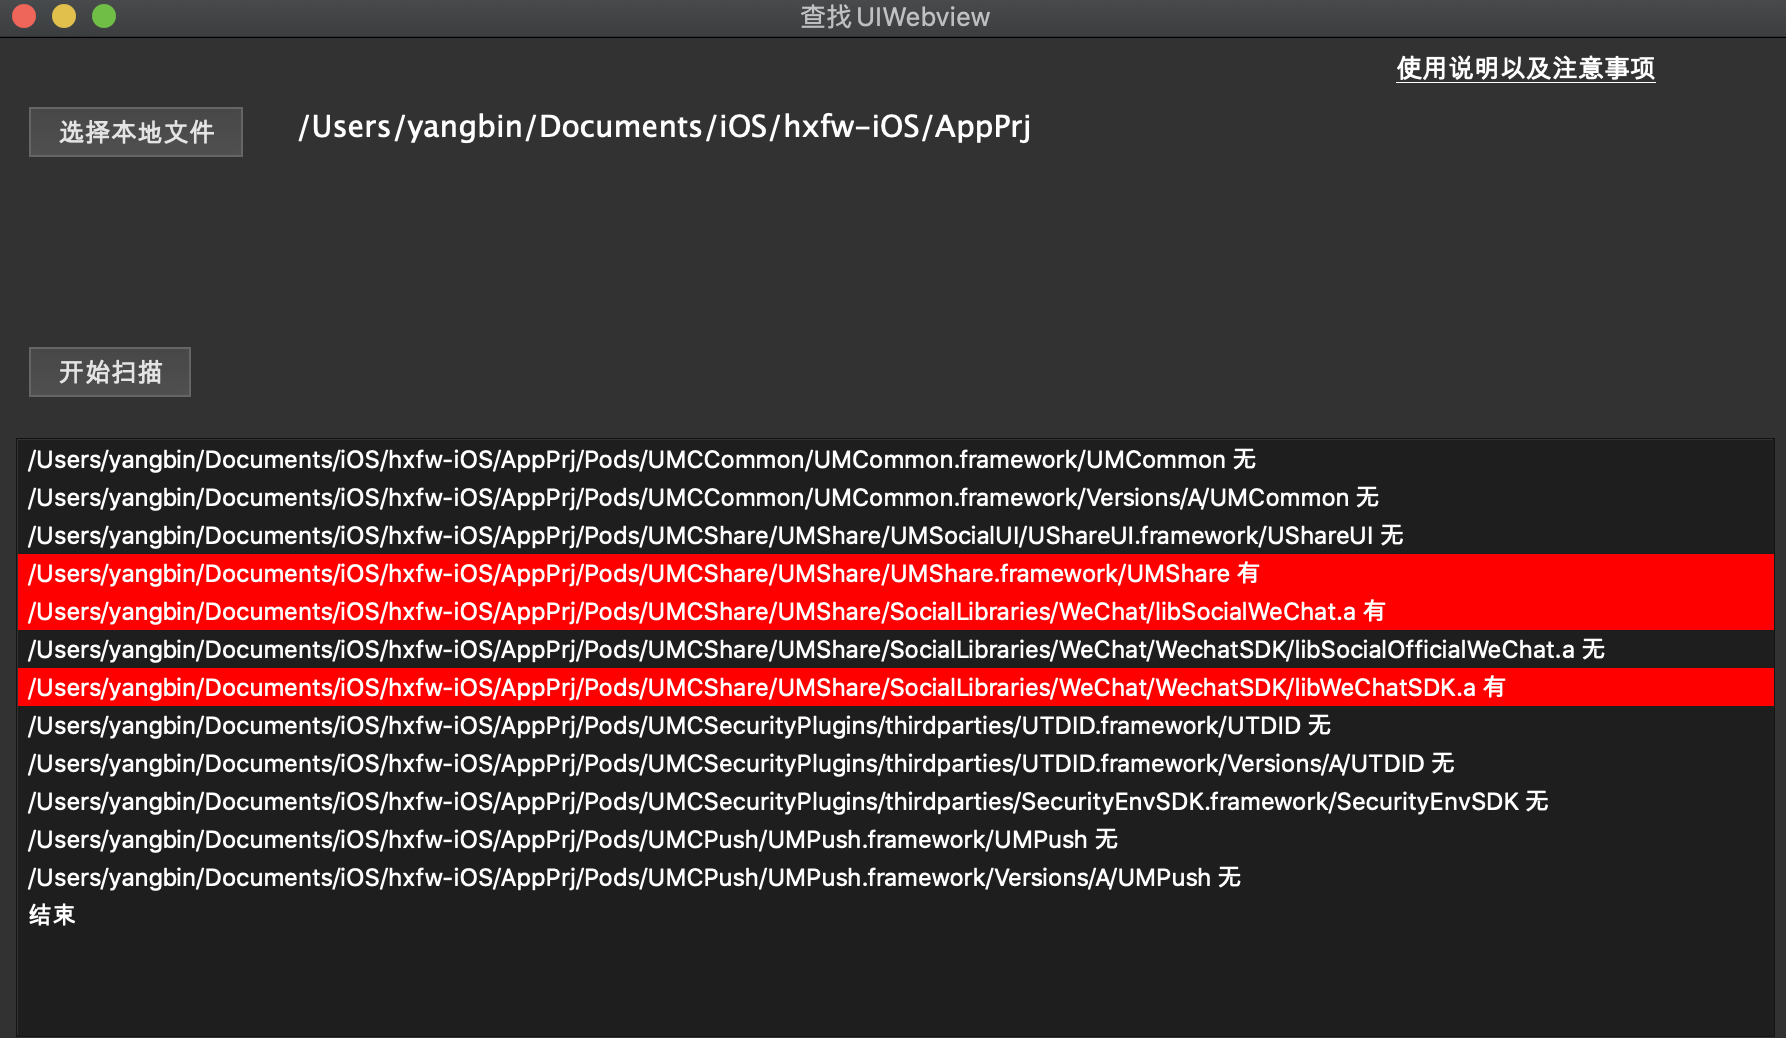 查找UIWebview
使用说明以及注意事项
选择本地文件
/Users/yangbin/Documents/iOS/hxfw-iOS/AppPrj
开始扫描
/Users/yangbin/Documents/iOS/hxfw-iOS/AppPrj/Pods/UMCCommon/UMCommon.framework/UMCommon 无
/Users/yangbin/Documents/iOS/hxfw-iOS/AppPrj/Pods/UMCCommon/UMCommon.framework/Versions/A/UMCommon 无
/Users/yangbin/Documents/iOS/hxfw-iOS/AppPrj/Pods/UMCShare/UMShare/UMSocialUI/UShareUI.framework/UShareUI 无
/Users/yangbin/Documents/iOS/hxfw-iOS/AppPrj/Pods/UMCShare/UMShare/UMShare.framework/UMShare 有
/Users/yangbin/Documents/iOS/hxfw-iOS/AppPrj/Pods/UMCShare/UMShare/SocialLibraries/WeChat/libSocialWeChat.a 有
/Users/yangbin/Documents/iOS/hxfw-iOS/AppPrj/Pods/UMCShare/UMShare/SocialLibraries/WeChat/WechatSDK/libSocialOfficialWeChat.a 无
/Users/yangbin/Documents/iOS/hxfw-iOS/AppPrj/Pods/UMCShare/UMShare/SocialLibraries/WeChat/WechatSDK/libWeChatSDK.a 有
/Users/yangbin/Documents/iOS/hxfw-iOS/AppPrj/Pods/UMCSecurityPlugins/thirdparties/UTDID.framework/UTDID 无
/Users/yangbin/Documents/iOS/hxfw-iOS/AppPrj/Pods/UMCSecurityPlugins/thirdparties/UTDID.framework/Versions/A/UTDID 无
/Users/yangbin/Documents/iOS/hxfw-iOS/AppPrj/Pods/UMCSecurityPlugins/thirdparties/SecurityEnvSDK.framework/SecurityEnvSDK 无
/Users/yangbin/Documents/iOS/hxfw-iOS/AppPrj/Pods/UMCPush/UMPush.framework/UMPush 无
/Users/yangbin/Documents/iOS/hxfw-iOS/AppPrj/Pods/UMCPush/UMPush.framework/Versions/A/UMPush 无
结束